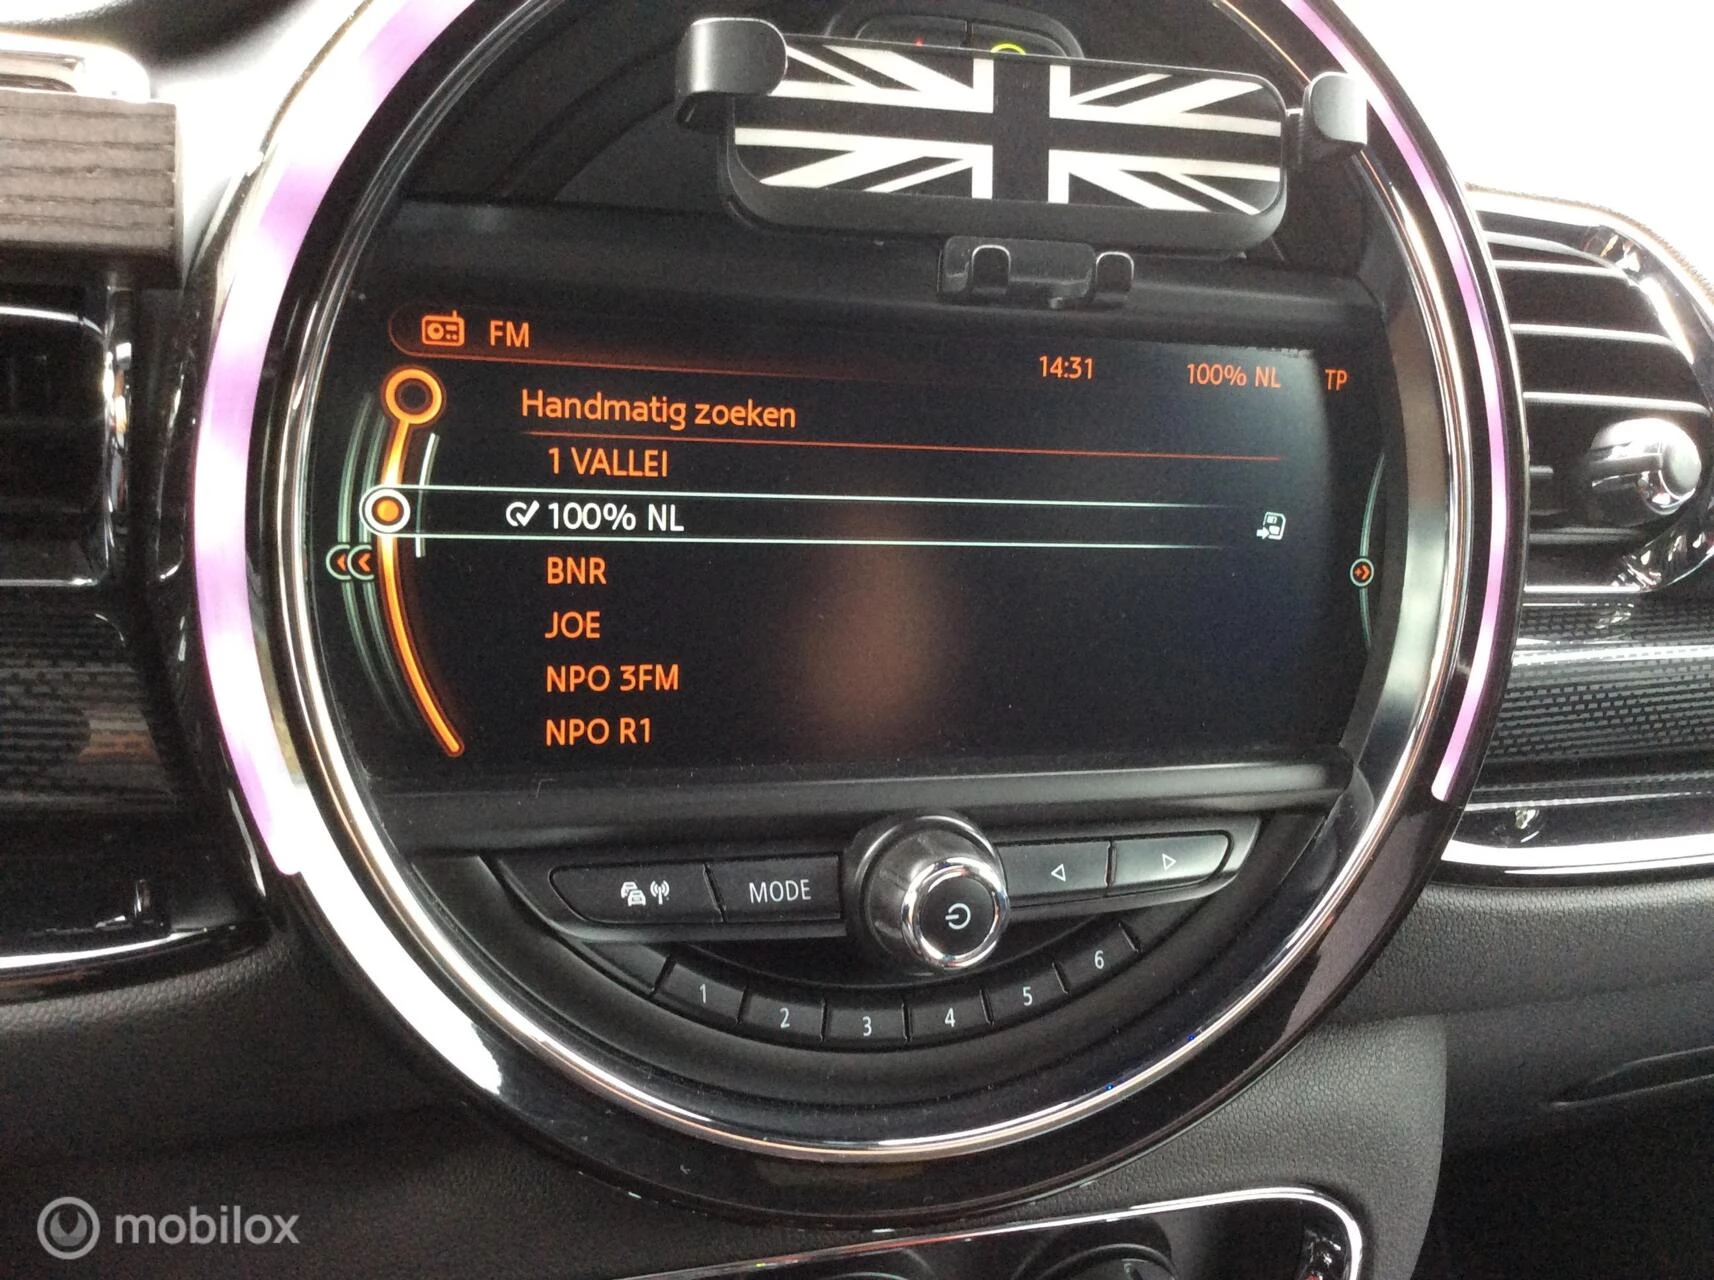 FM
14:31 100% NL TP
Handmatig zoeken
1 VALLEI
100% NL
BNR
JOE
NPO 3FM
NPO R1
MODE
1 2 3 4 5 6
mobilox